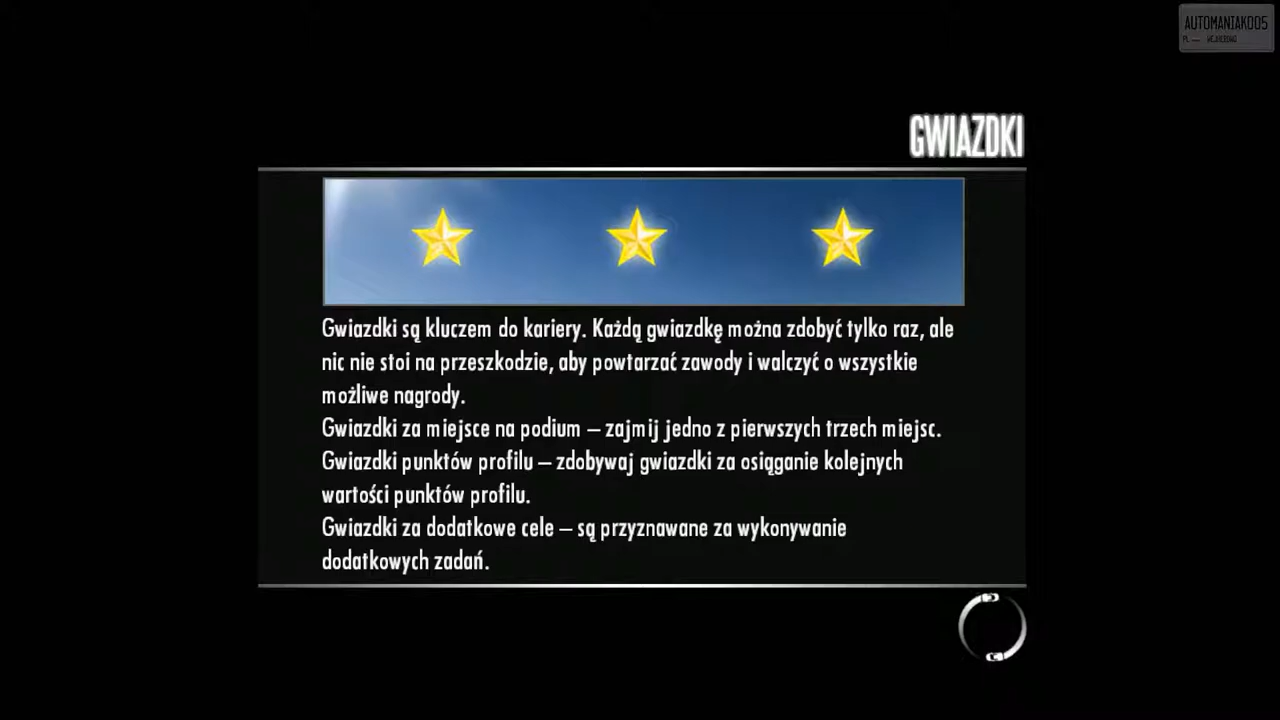 AUTOMANIAK005
GWIAZDKI
Gwiazdki są kluczem do kariery. Każdą gwiazdkę można zdobyć tylko raz, ale
nic nie stoi na przeszkodzie, aby powtarzać zawody i walczyć o wszystkie
możliwe nagrody.
Gwiazdki za miejsce na podium – zajmij jedno z pierwszych trzech miejsc.
Gwiazdki punktów profilu – zdobywaj gwiazdki za osiąganie kolejnych
wartości punktów profilu.
Gwiazdki za dodatkowe cele – są przyznawane za wykonywanie
dodatkowych zadań.